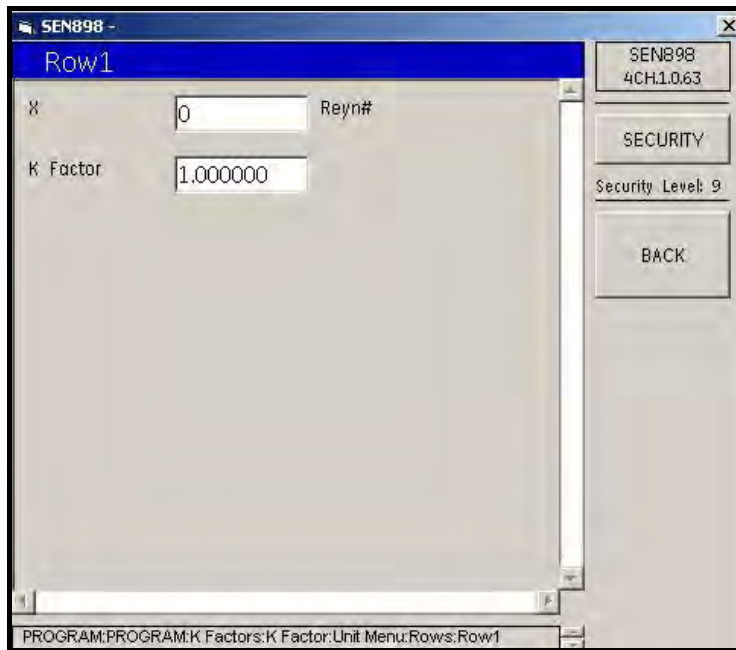 SEN898 -
Row1
X
0
Reyn#
K Factor
1.000000
SEN898
4CH.1.0.63
SECURITY
Security Level: 9
BACK
PROGRAM:PROGRAM:K Factors:K Factor:Unit Menu:Rows:Row1